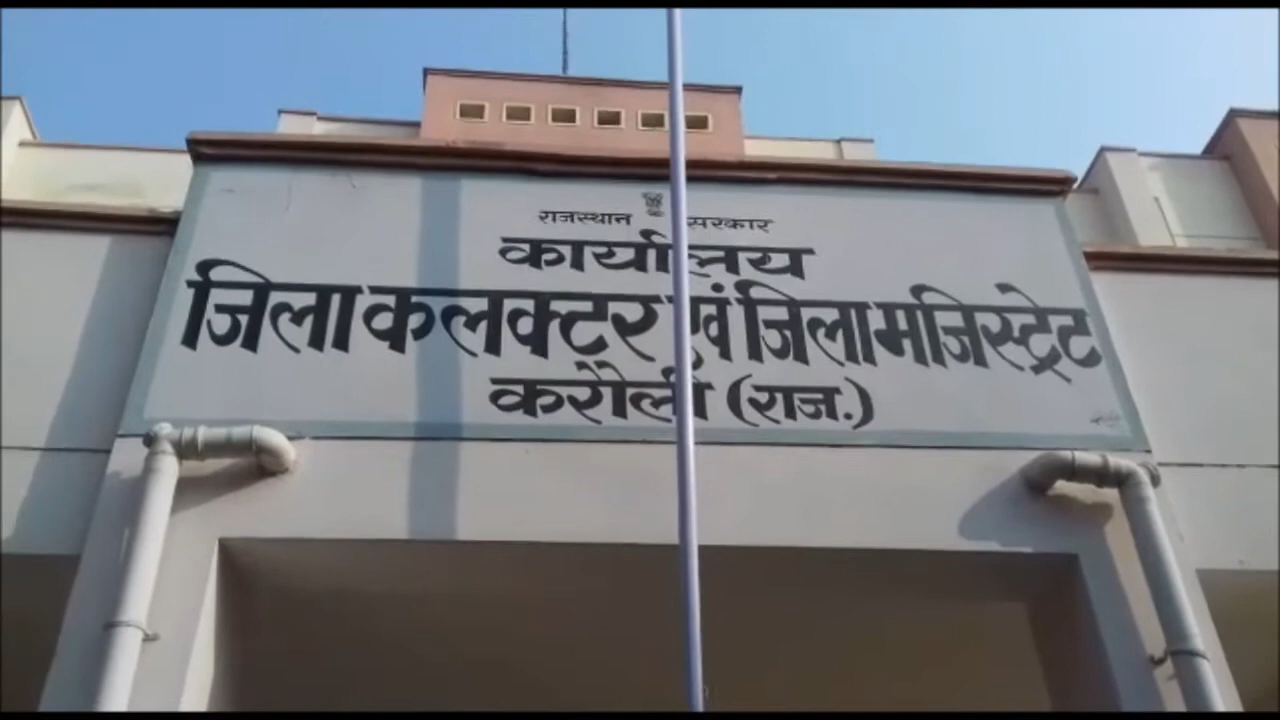 राजस्थान सरकार
कार्यालय
जिला कलक्टर एवं जिला मजिस्ट्रेट
करौली (राज.)